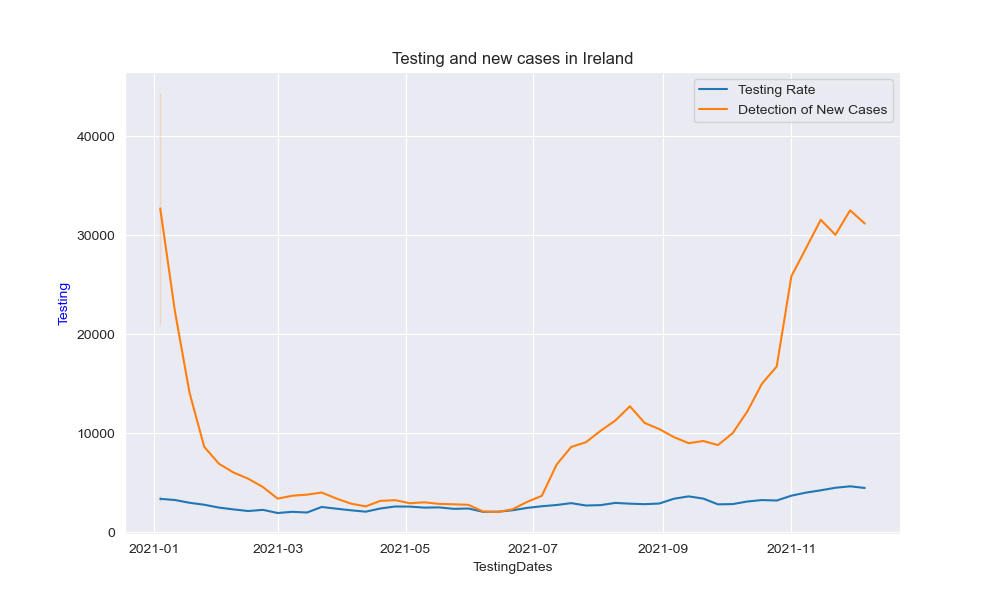 Testing and new cases in Ireland
Testing Rate
Detection of New Cases
40000
30000
20000
10000
0
Testing
2021-01
2021-03
2021-05
2021-07
2021-09
2021-11
TestingDates